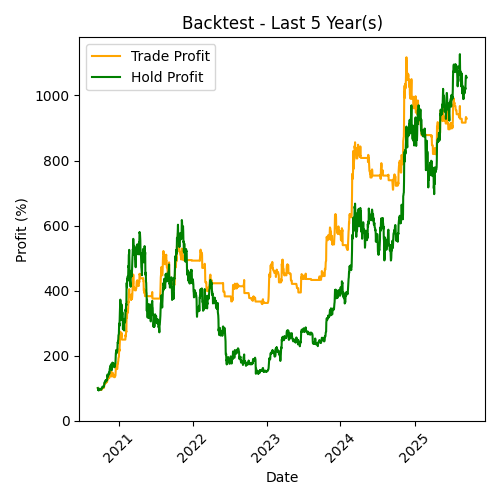 Backtest - Last 5 Year(s)
Trade Profit
Hold Profit
Profit (%)
1000
800
600
400
200
0
2021
2022
2023
2024
2025
Date